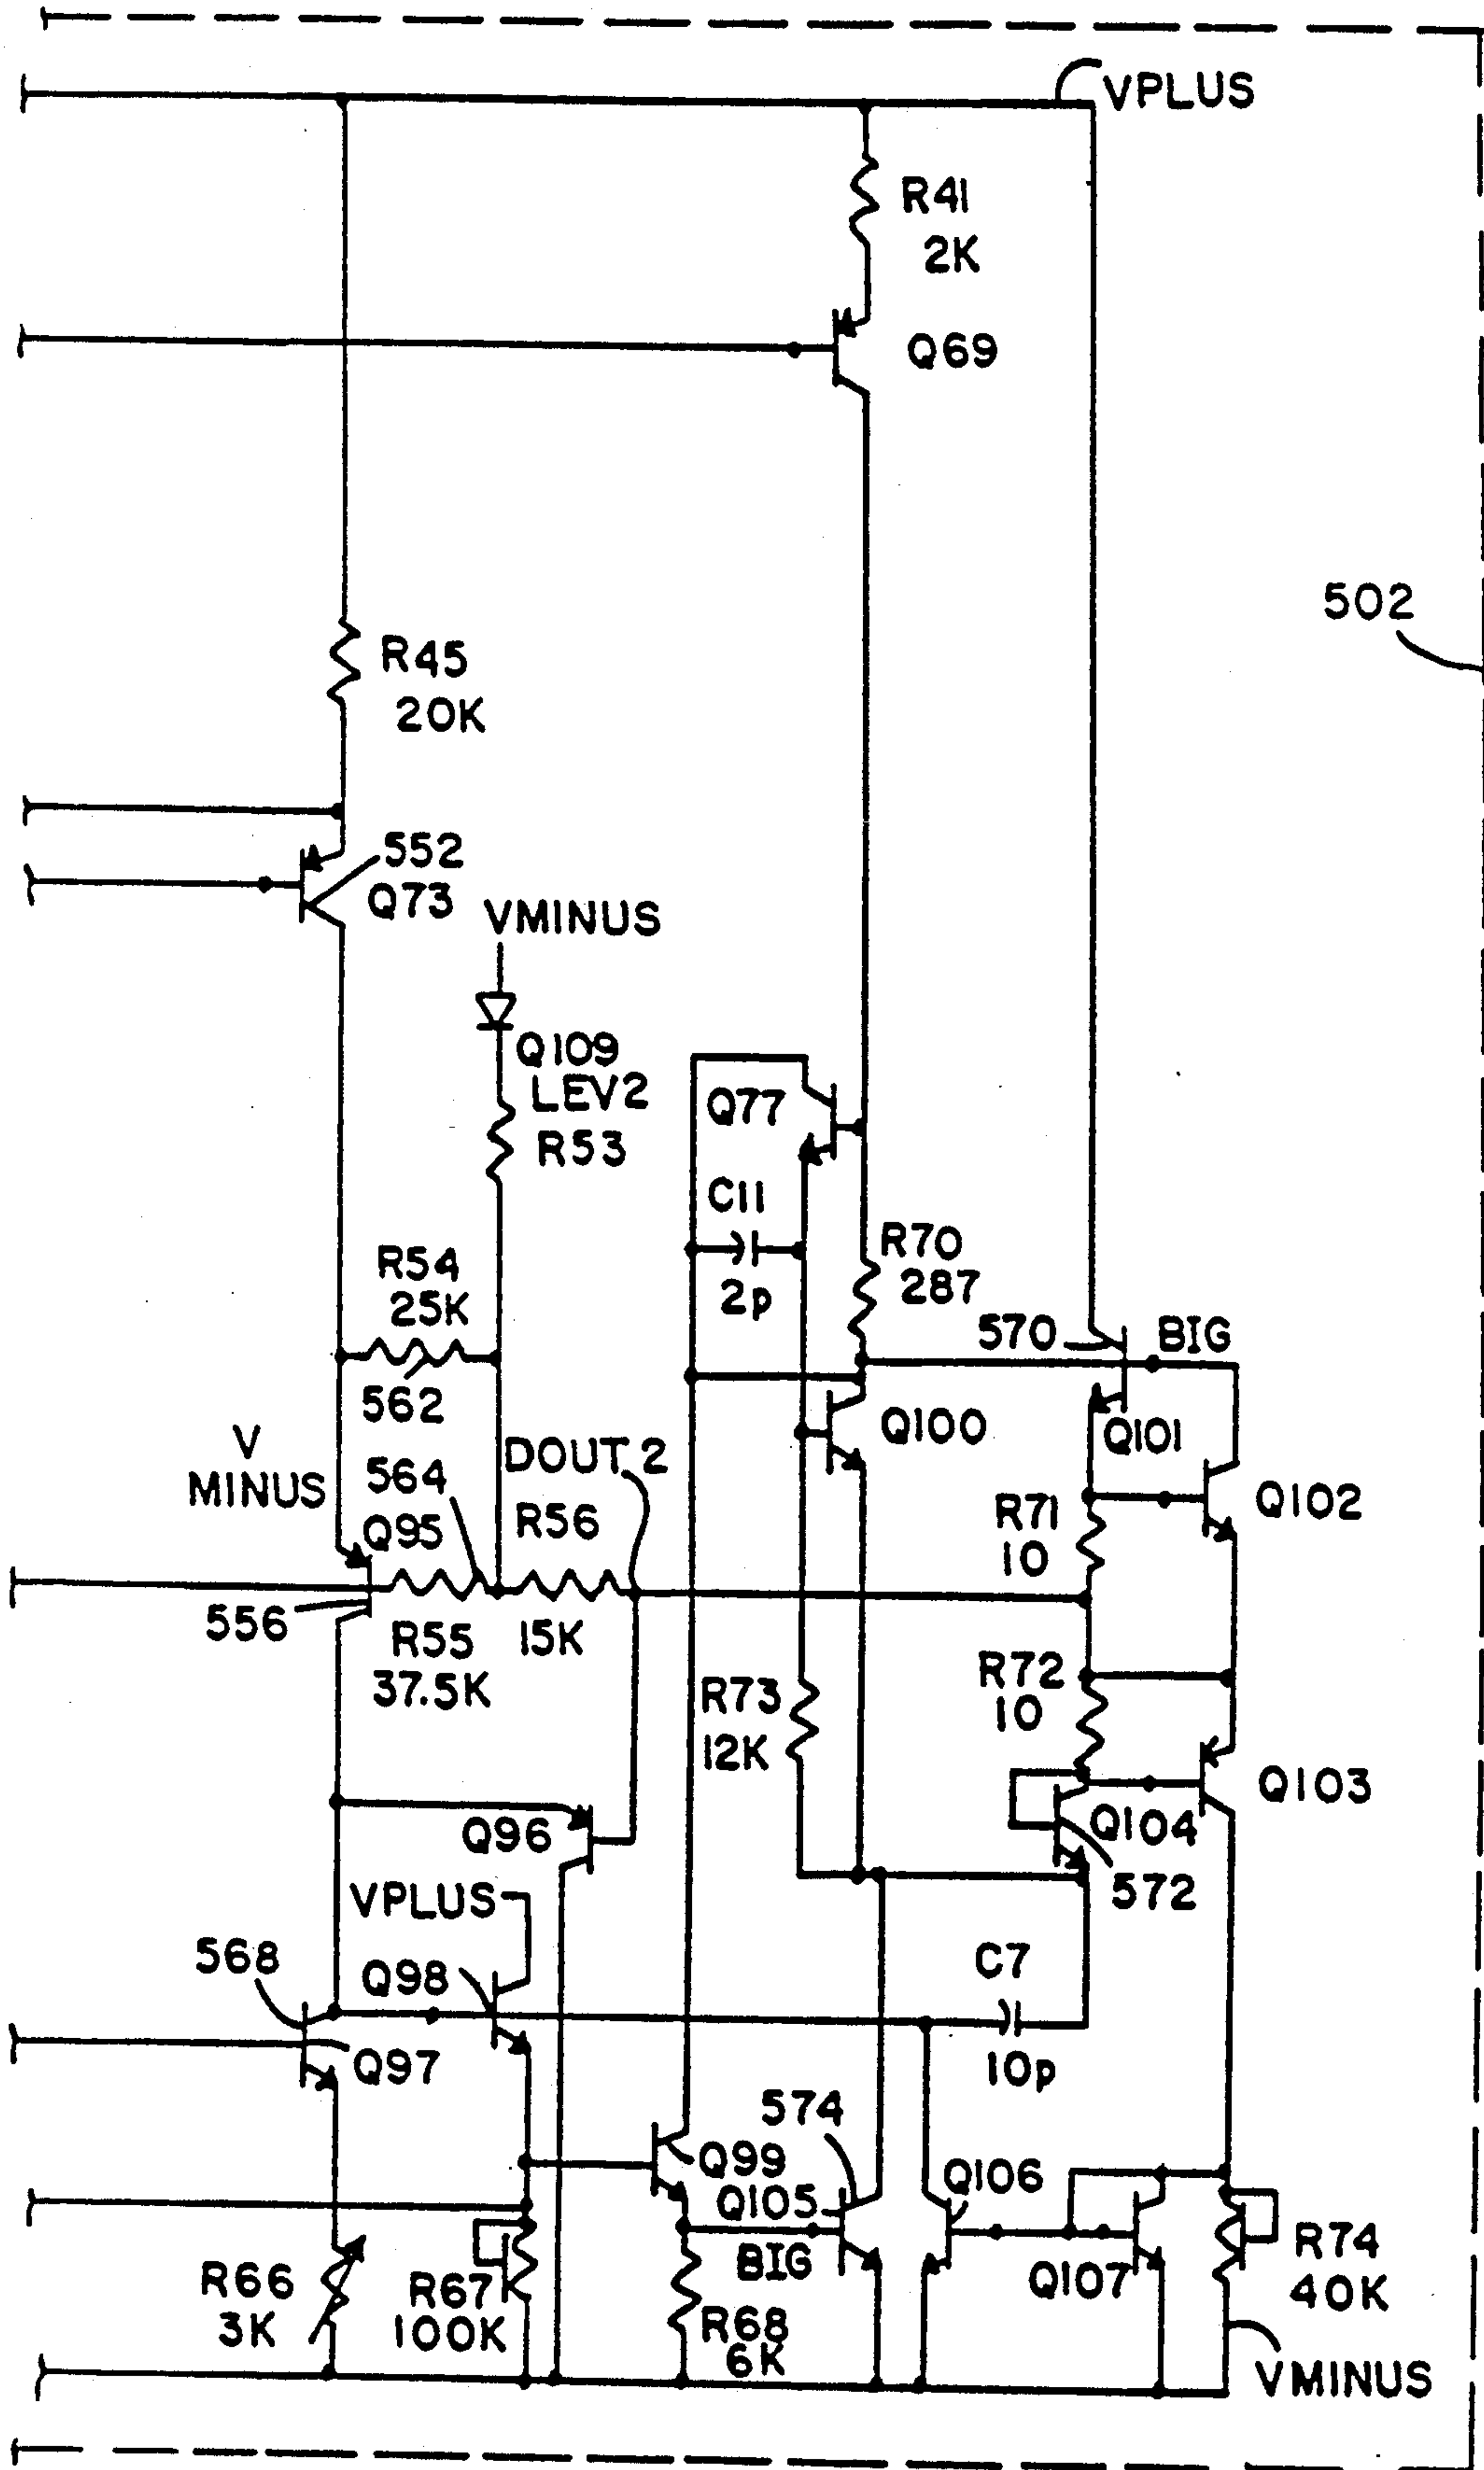 VPLUS
R41
2K
Q69
502
R45
20K
552
Q73
VMINUS
Q109
LEV2
R53
Q77
C11
2p
R70
287
R54
25K
562
570
BIG
Q101
Q100
V
MINUS
Q95
564
DOUT 2
R56
R71
10
Q102
556
R55
37.5K
15K
R73
12K
R72
10
Q103
Q96
Q104
572
VPLUS
568
Q98
C7
10p
Q97
574
Q99
Q105
Q106
BIG
R66
3K
R67
100K
R68
6K
Q107
R74
40K
VMINUS